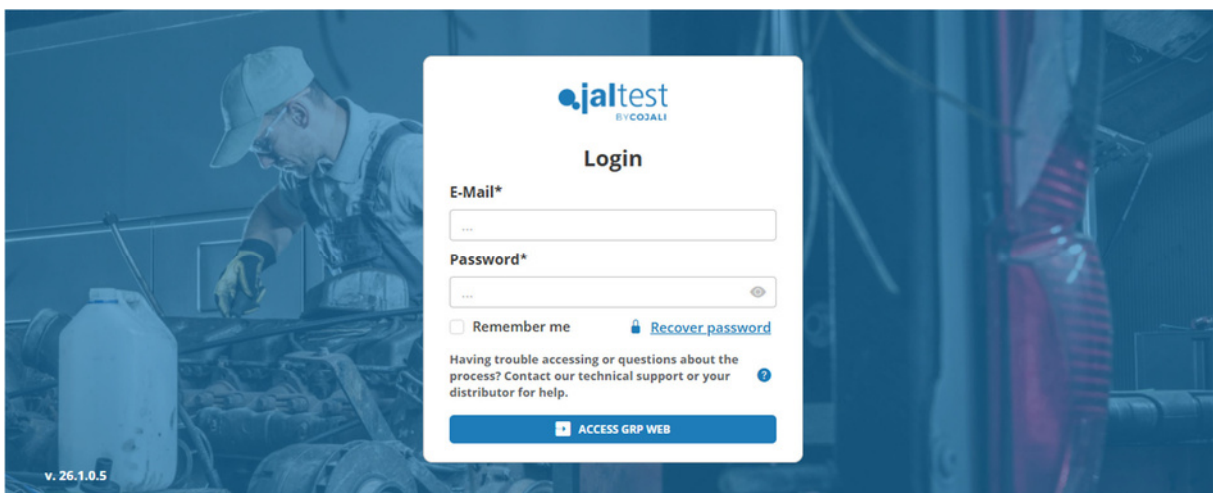 jaltest
BY COJALI
Login
E-Mail*
...
Password*
...
Remember me
Recover password
Having trouble accessing or questions about the
process? Contact our technical support or your
distributor for help.
?
ACCESS GRP WEB
v. 26.1.0.5